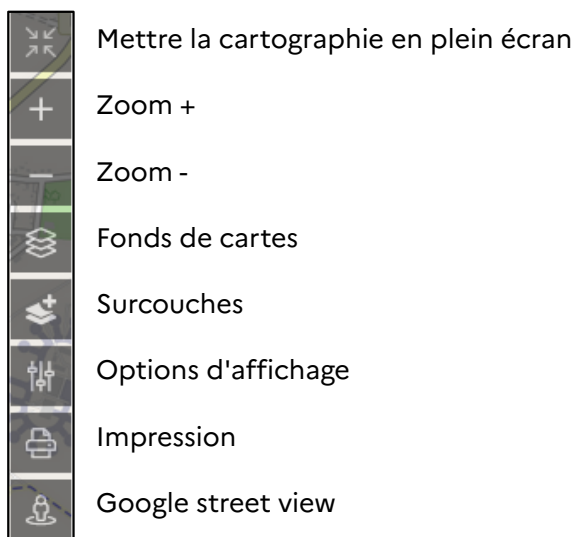 Mettre la cartographie en plein écran
Zoom +
Zoom -
Fonds de cartes
Surcouches
Options d'affichage
Impression
Google street view